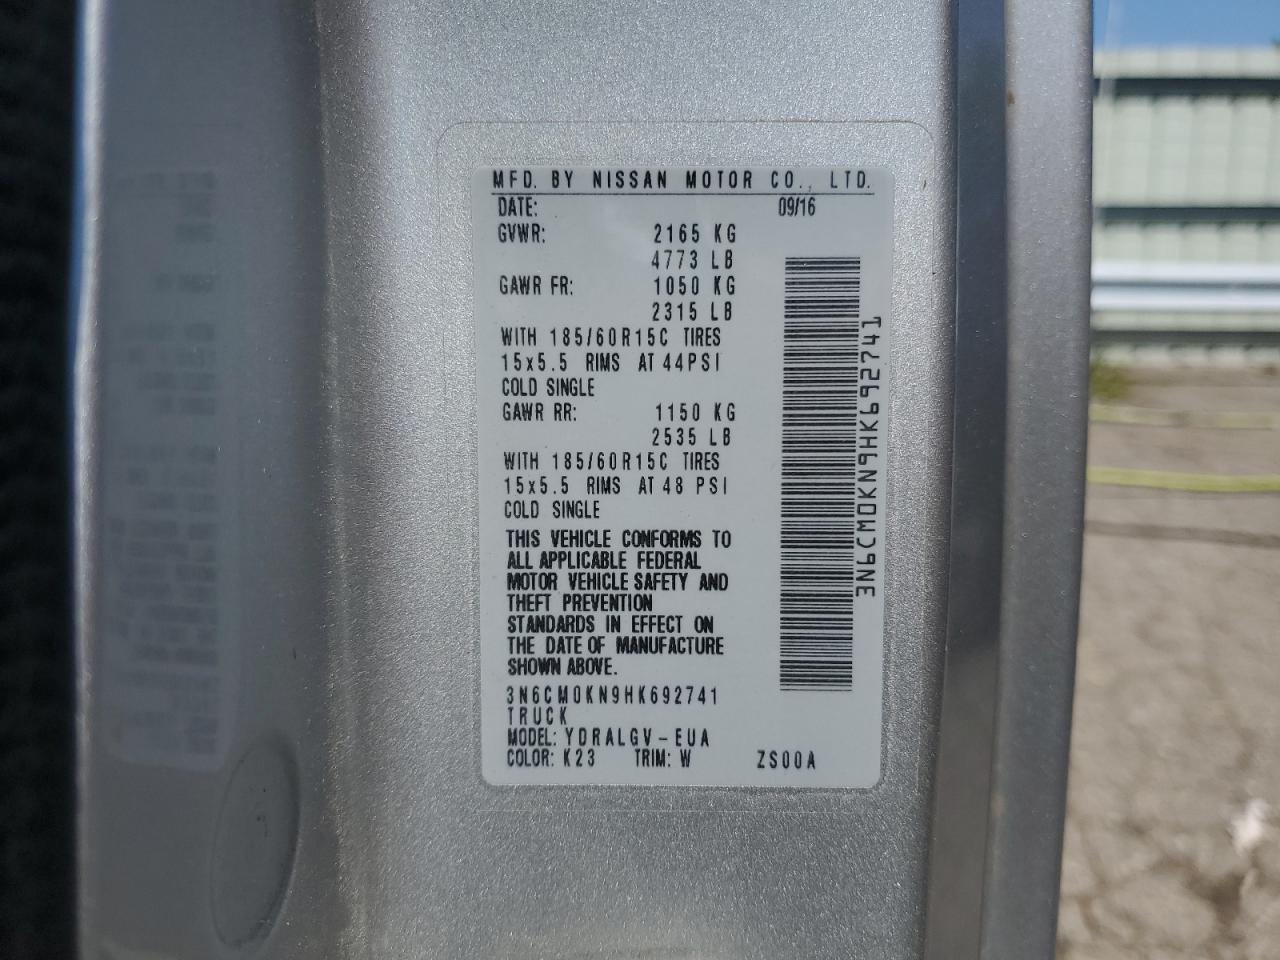 MFD. BY NISSAN MOTOR CO., LTD.
DATE: 09/16
GVWR: 2165 KG
4773 LB
GAWR FR: 1050 KG
2315 LB
WITH 185/60R15C TIRES
15x5.5 RIMS AT 44PSI
COLD SINGLE
GAWR RR: 1150 KG
2535 LB
WITH 185/60R15C TIRES
15x5.5 RIMS AT 48 PSI
COLD SINGLE
THIS VEHICLE CONFORMS TO
ALL APPLICABLE FEDERAL
MOTOR VEHICLE SAFETY AND
THEFT PREVENTION
STANDARDS IN EFFECT ON
THE DATE OF MANUFACTURE
SHOWN ABOVE.
3N6CM0KN9HK692741
TRUCK
MODEL: YDRALGV-EUA
COLOR: K23 TRIM: W ZS00A
3N6CM0KN9HK692741